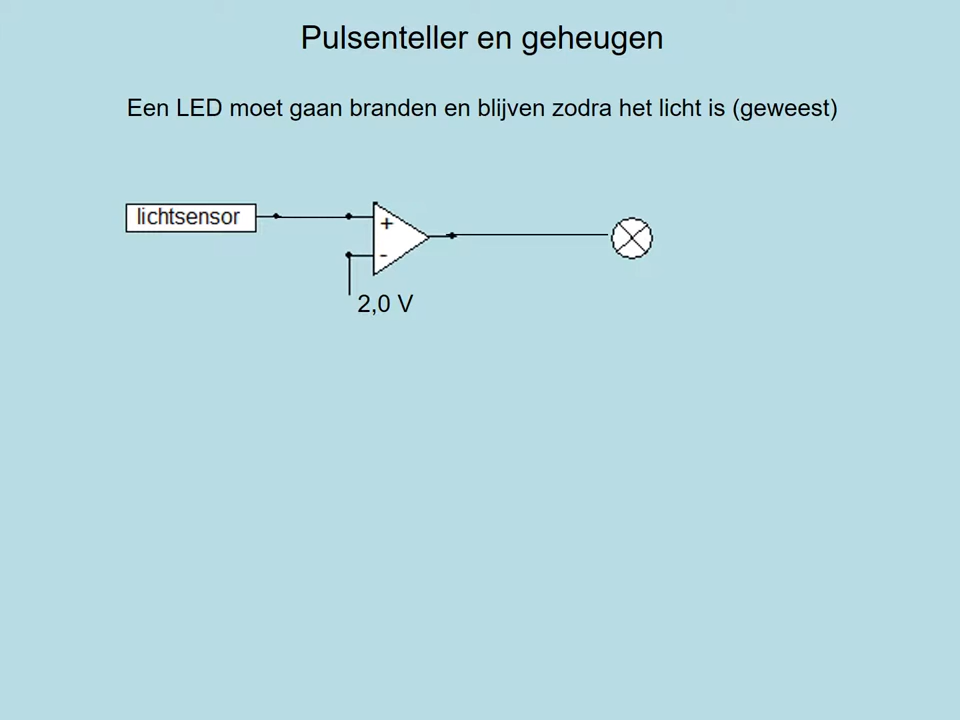 Pulsenteller en geheugen
Een LED moet gaan branden en blijven zodra het licht is (geweest)
lichtsensor
+
-
2,0 V